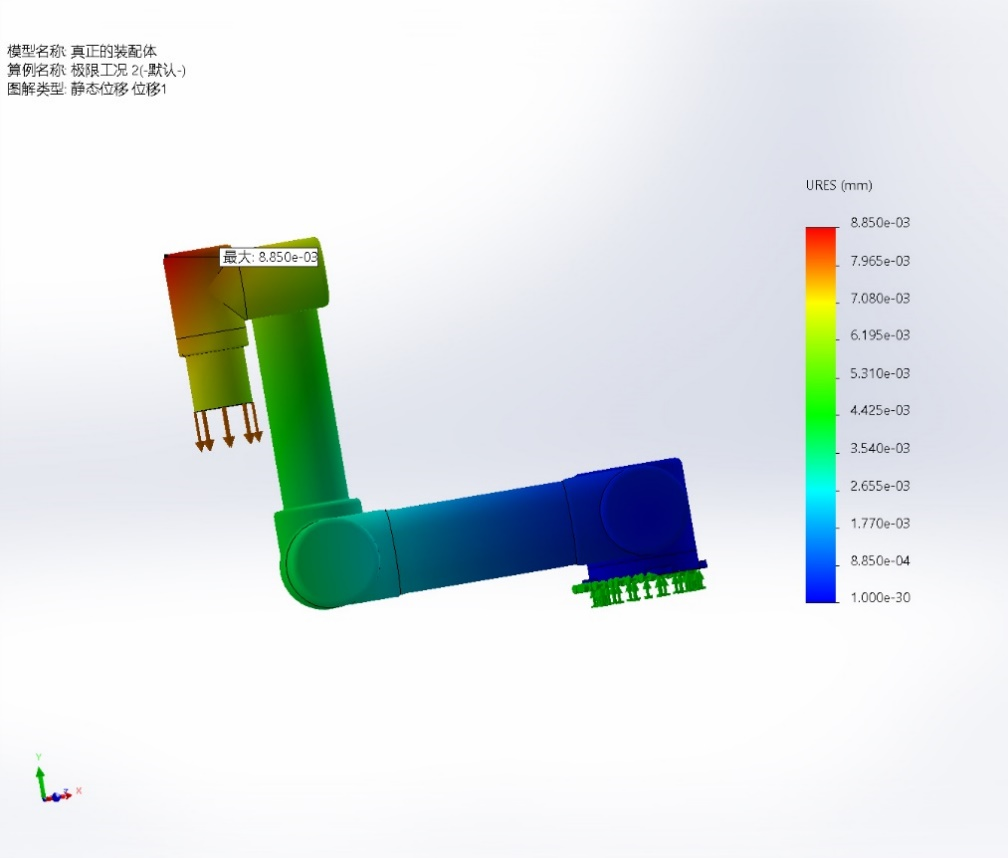 模型名称: 真正的装配体
算例名称: 极限工况 2(-默认-)
图解类型: 静态位移 位移1
URES (mm)
8.850e-03
7.965e-03
7.080e-03
6.195e-03
5.310e-03
4.425e-03
3.540e-03
2.655e-03
1.770e-03
8.850e-04
1.000e-30
最大: 8.850e-03
Y
Z
X